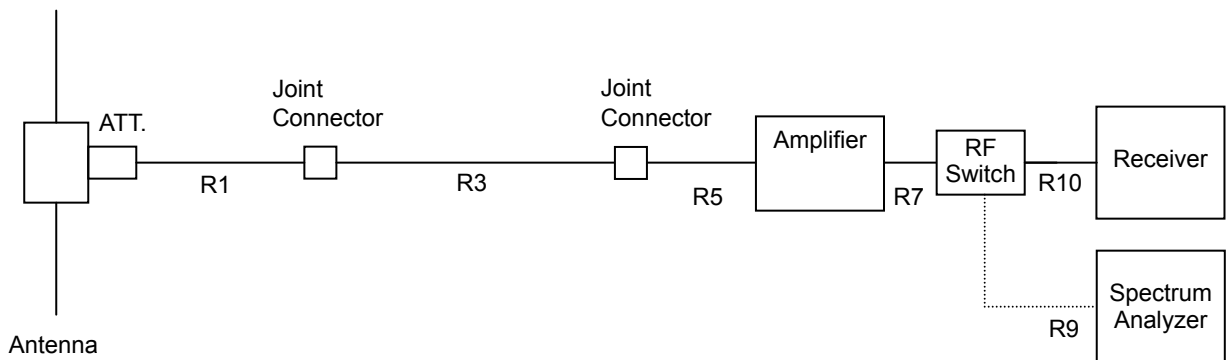 ATT.
Joint
Connector
Joint
Connector
Amplifier
RF
Switch
Receiver
R1
R3
R5
R7
R10
Spectrum
Analyzer
R9
Antenna